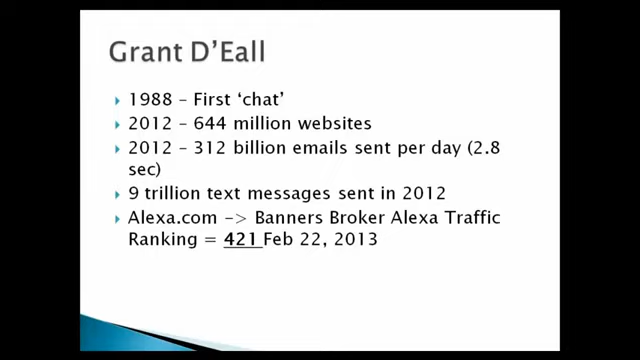 Grant D'Eall
1988 – First 'chat'
2012 – 644 million websites
2012 – 312 billion emails sent per day (2.8
sec)
9 trillion text messages sent in 2012
Alexa.com –> Banners Broker Alexa Traffic
Ranking = 421 Feb 22, 2013